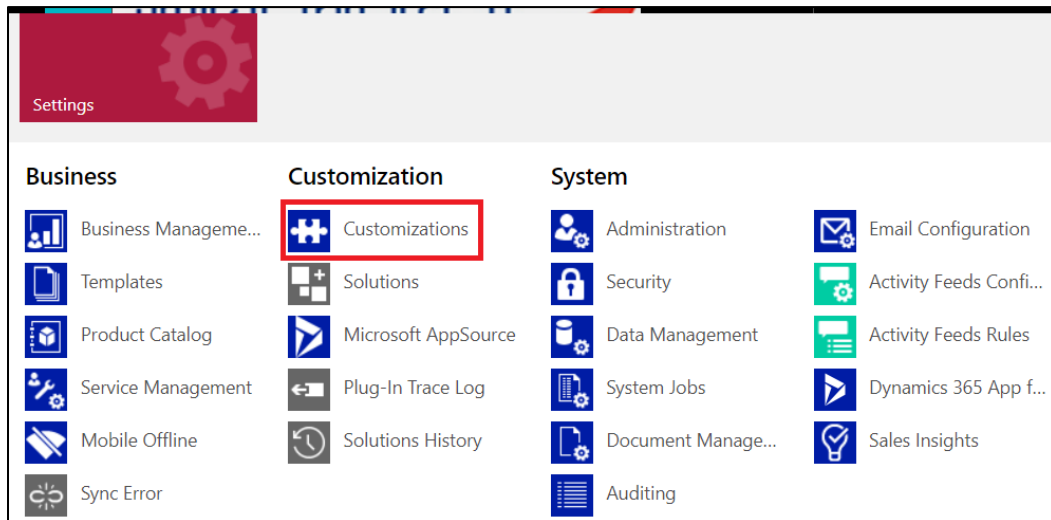 Settings
Business
Business Manageme...
Templates
Product Catalog
Service Management
Mobile Offline
Sync Error
Customization
Customizations
Solutions
Microsoft AppSource
Plug-In Trace Log
Solutions History
System
Administration
Security
Data Management
System Jobs
Document Manage...
Auditing
Email Configuration
Activity Feeds Confi...
Activity Feeds Rules
Dynamics 365 App f...
Sales Insights